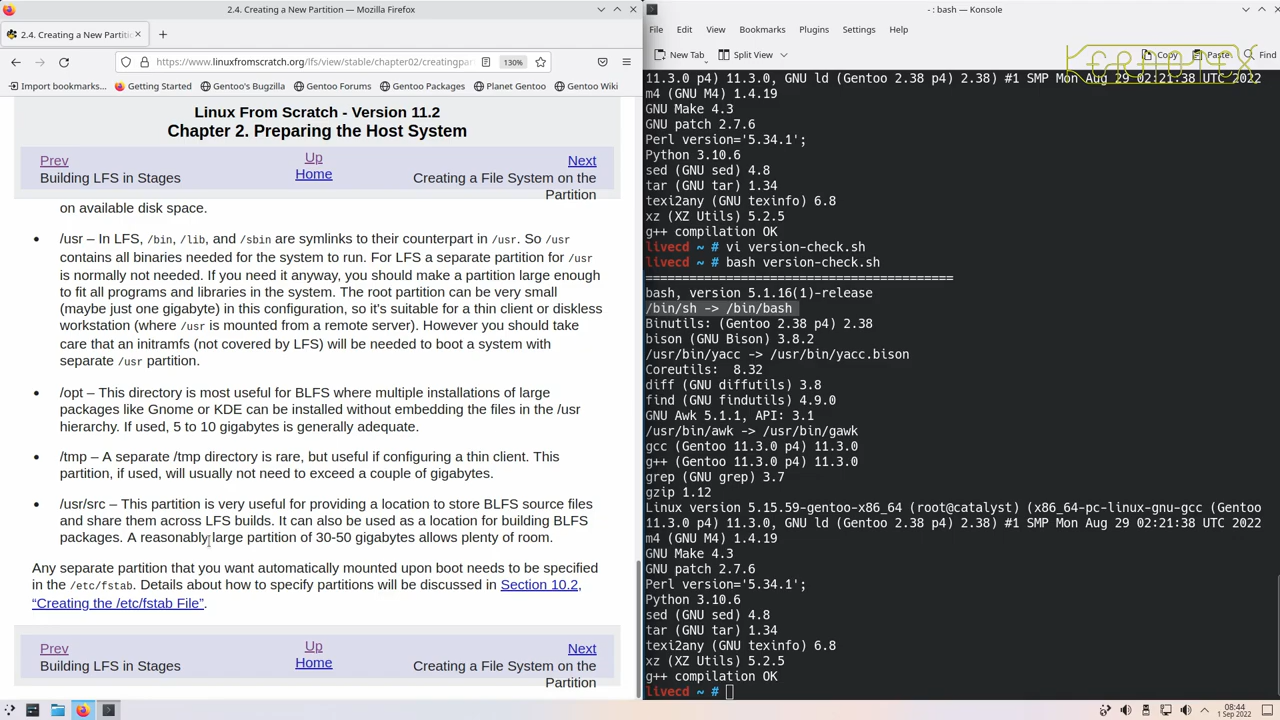 2.4. Creating a New Partition — Mozilla Firefox
2.4. Creating a New Partitio
https://www.linuxfromscratch.org/lfs/view/stable/chapter02/creatingpar
130%
Import bookmarks... Getting Started Gentoo's Bugzilla Gentoo Forums Gentoo Packages Planet Gentoo Gentoo Wiki
Linux From Scratch - Version 11.2
Chapter 2. Preparing the Host System
Prev Up Next
Building LFS in Stages Home Creating a File System on the
Partition
on available disk space.
• /usr – In LFS, /bin, /lib, and /sbin are symlinks to their counterpart in /usr. So /usr
contains all binaries needed for the system to run. For LFS a separate partition for /usr
is normally not needed. If you need it anyway, you should make a partition large enough
to fit all programs and libraries in the system. The root partition can be very small
(maybe just one gigabyte) in this configuration, so it's suitable for a thin client or diskless
workstation (where /usr is mounted from a remote server). However you should take
care that an initramfs (not covered by LFS) will be needed to boot a system with
separate /usr partition.
• /opt – This directory is most useful for BLFS where multiple installations of large
packages like Gnome or KDE can be installed without embedding the files in the /usr
hierarchy. If used, 5 to 10 gigabytes is generally adequate.
• /tmp – A separate /tmp directory is rare, but useful if configuring a thin client. This
partition, if used, will usually not need to exceed a couple of gigabytes.
• /usr/src – This partition is very useful for providing a location to store BLFS source files
and share them across LFS builds. It can also be used as a location for building BLFS
packages. A reasonably large partition of 30-50 gigabytes allows plenty of room.
Any separate partition that you want automatically mounted upon boot needs to be specified
in the /etc/fstab. Details about how to specify partitions will be discussed in Section 10.2,
“Creating the /etc/fstab File”.
Prev Up Next
Building LFS in Stages Home Creating a File System on the
Partition
- : bash — Konsole
File Edit View Bookmarks Plugins Settings Help
New Tab Split View Copy Paste Find
KERNOTEX
11.3.0 p4) 11.3.0, GNU ld (Gentoo 2.38 p4) 2.38) #1 SMP Mon Aug 29 02:21:38 UTC 2022
m4 (GNU M4) 1.4.19
GNU Make 4.3
GNU patch 2.7.6
Perl version='5.34.1';
Python 3.10.6
sed (GNU sed) 4.8
tar (GNU tar) 1.34
texi2any (GNU texinfo) 6.8
xz (XZ Utils) 5.2.5
g++ compilation OK
livecd ~ # vi version-check.sh
livecd ~ # bash version-check.sh
==========================================
bash, version 5.1.16(1)-release
/bin/sh -> /bin/bash
Binutils: (Gentoo 2.38 p4) 2.38
bison (GNU Bison) 3.8.2
/usr/bin/yacc -> /usr/bin/yacc.bison
Coreutils:  8.32
diff (GNU diffutils) 3.8
find (GNU findutils) 4.9.0
GNU Awk 5.1.1, API: 3.1
/usr/bin/awk -> /usr/bin/gawk
gcc (Gentoo 11.3.0 p4) 11.3.0
g++ (Gentoo 11.3.0 p4) 11.3.0
grep (GNU grep) 3.7
gzip 1.12
Linux version 5.15.59-gentoo-x86_64 (root@catalyst) (x86_64-pc-linux-gnu-gcc (Gentoo
11.3.0 p4) 11.3.0, GNU ld (Gentoo 2.38 p4) 2.38) #1 SMP Mon Aug 29 02:21:38 UTC 2022
m4 (GNU M4) 1.4.19
GNU Make 4.3
GNU patch 2.7.6
Perl version='5.34.1';
Python 3.10.6
sed (GNU sed) 4.8
tar (GNU tar) 1.34
texi2any (GNU texinfo) 6.8
xz (XZ Utils) 5.2.5
g++ compilation OK
livecd ~ #
08:44
1 Sep 2022